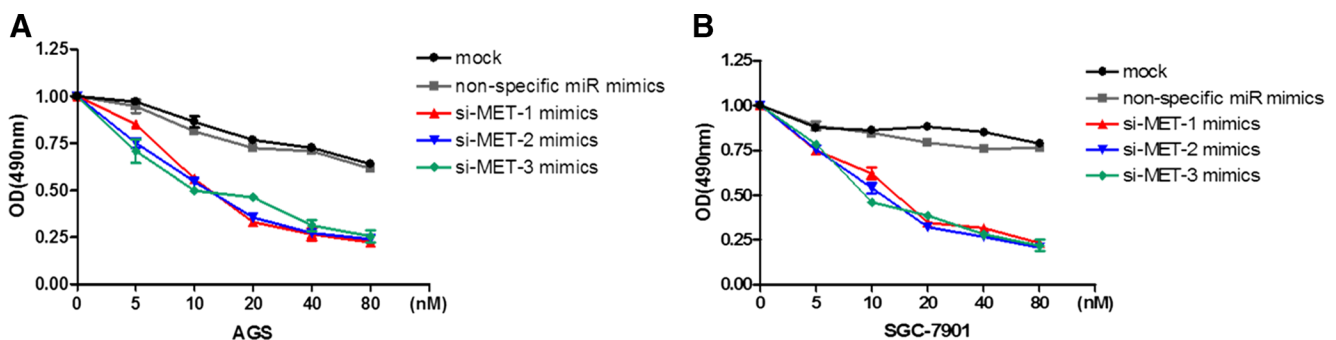 A
OD(490nm)
1.25
1.00
0.75
0.50
0.25
0.00
0 5 10 20 40 80 (nM)
AGS
mock
non-specific miR mimics
si-MET-1 mimics
si-MET-2 mimics
si-MET-3 mimics
B
OD(490nm)
1.25
1.00
0.75
0.50
0.25
0.00
0 5 10 20 40 80 (nM)
SGC-7901
mock
non-specific miR mimics
si-MET-1 mimics
si-MET-2 mimics
si-MET-3 mimics